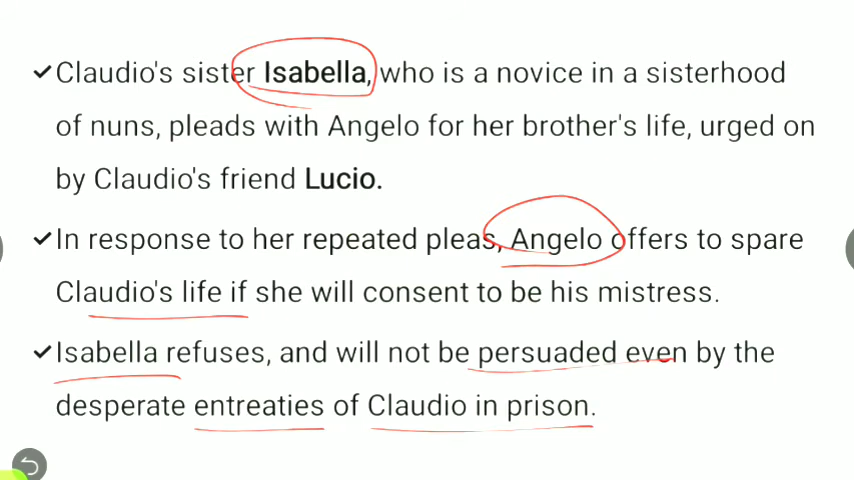 ✓Claudio's sister Isabella, who is a novice in a sisterhood
of nuns, pleads with Angelo for her brother's life, urged on
by Claudio's friend Lucio.
✓In response to her repeated pleas, Angelo offers to spare
Claudio's life if she will consent to be his mistress.
✓Isabella refuses, and will not be persuaded even by the
desperate entreaties of Claudio in prison.